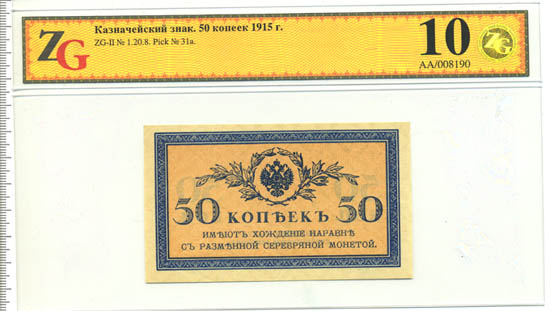 ZG
Казначейский знак. 50 копеек 1915 г.
ZG-II № 1.20.8. Pick № 31a.
10
ZG
AA/008190
50 КОПѢЕКЪ 50
ИМѢЮТЪ ХОЖДЕНІЕ НАРАВНѢ
СЪ РАЗМѢННОЙ СЕРЕБРЯНОЙ МОНЕТОЙ.